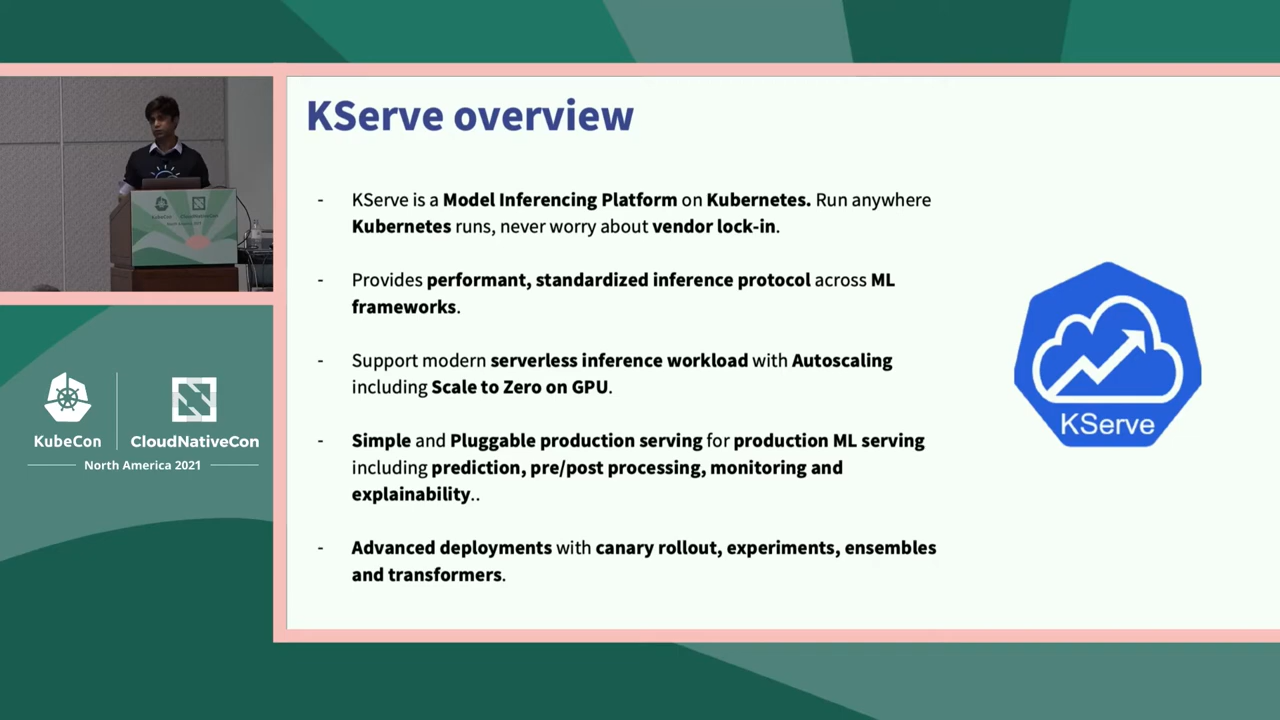 KServe overview
- KServe is a Model Inferencing Platform on Kubernetes. Run anywhere
Kubernetes runs, never worry about vendor lock-in.
- Provides performant, standardized inference protocol across ML
frameworks.
- Support modern serverless inference workload with Autoscaling
including Scale to Zero on GPU.
- Simple and Pluggable production serving for production ML serving
including prediction, pre/post processing, monitoring and
explainability..
- Advanced deployments with canary rollout, experiments, ensembles
and transformers.
KServe
KubeCon
CloudNativeCon
North America 2021
KubeCon
CloudNativeCon